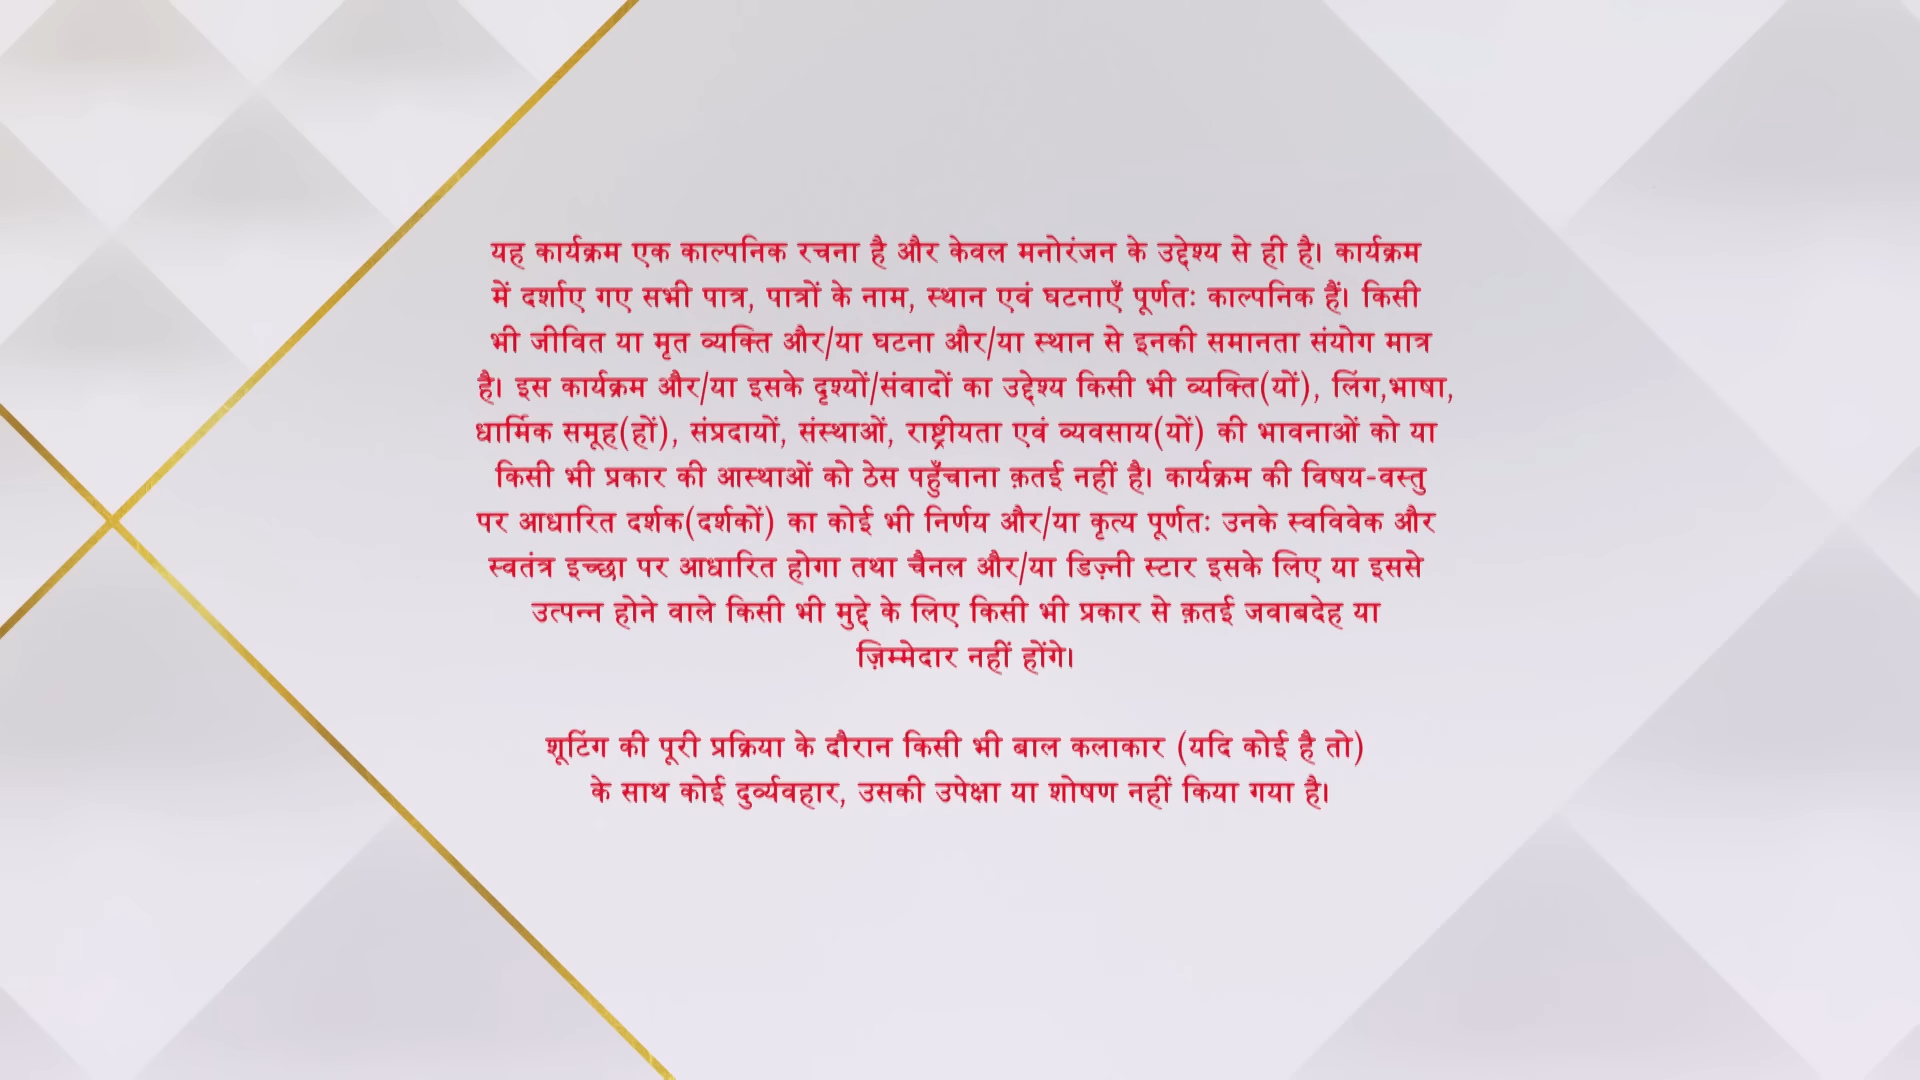 यह कार्यक्रम एक काल्पनिक रचना है और केवल मनोरंजन के उद्देश्य से ही है। कार्यक्रम
में दर्शाए गए सभी पात्र, पात्रों के नाम, स्थान एवं घटनाएँ पूर्णतः काल्पनिक हैं। किसी
भी जीवित या मृत व्यक्ति और/या घटना और/या स्थान से इनकी समानता संयोग मात्र
है। इस कार्यक्रम और/या इसके दृश्यों/संवादों का उद्देश्य किसी भी व्यक्ति(यों), लिंग,भाषा,
धार्मिक समूह(हों), संप्रदायों, संस्थाओं, राष्ट्रीयता एवं व्यवसाय(यों) की भावनाओं को या
किसी भी प्रकार की आस्थाओं को ठेस पहुँचाना क़तई नहीं है। कार्यक्रम की विषय-वस्तु
पर आधारित दर्शक(दर्शकों) का कोई भी निर्णय और/या कृत्य पूर्णतः उनके स्वविवेक और
स्वतंत्र इच्छा पर आधारित होगा तथा चैनल और/या डिज़्नी स्टार इसके लिए या इससे
उत्पन्न होने वाले किसी भी मुद्दे के लिए किसी भी प्रकार से क़तई जवाबदेह या
ज़िम्मेदार नहीं होंगे।
शूटिंग की पूरी प्रक्रिया के दौरान किसी भी बाल कलाकार (यदि कोई है तो)
के साथ कोई दुर्व्यवहार, उसकी उपेक्षा या शोषण नहीं किया गया है।